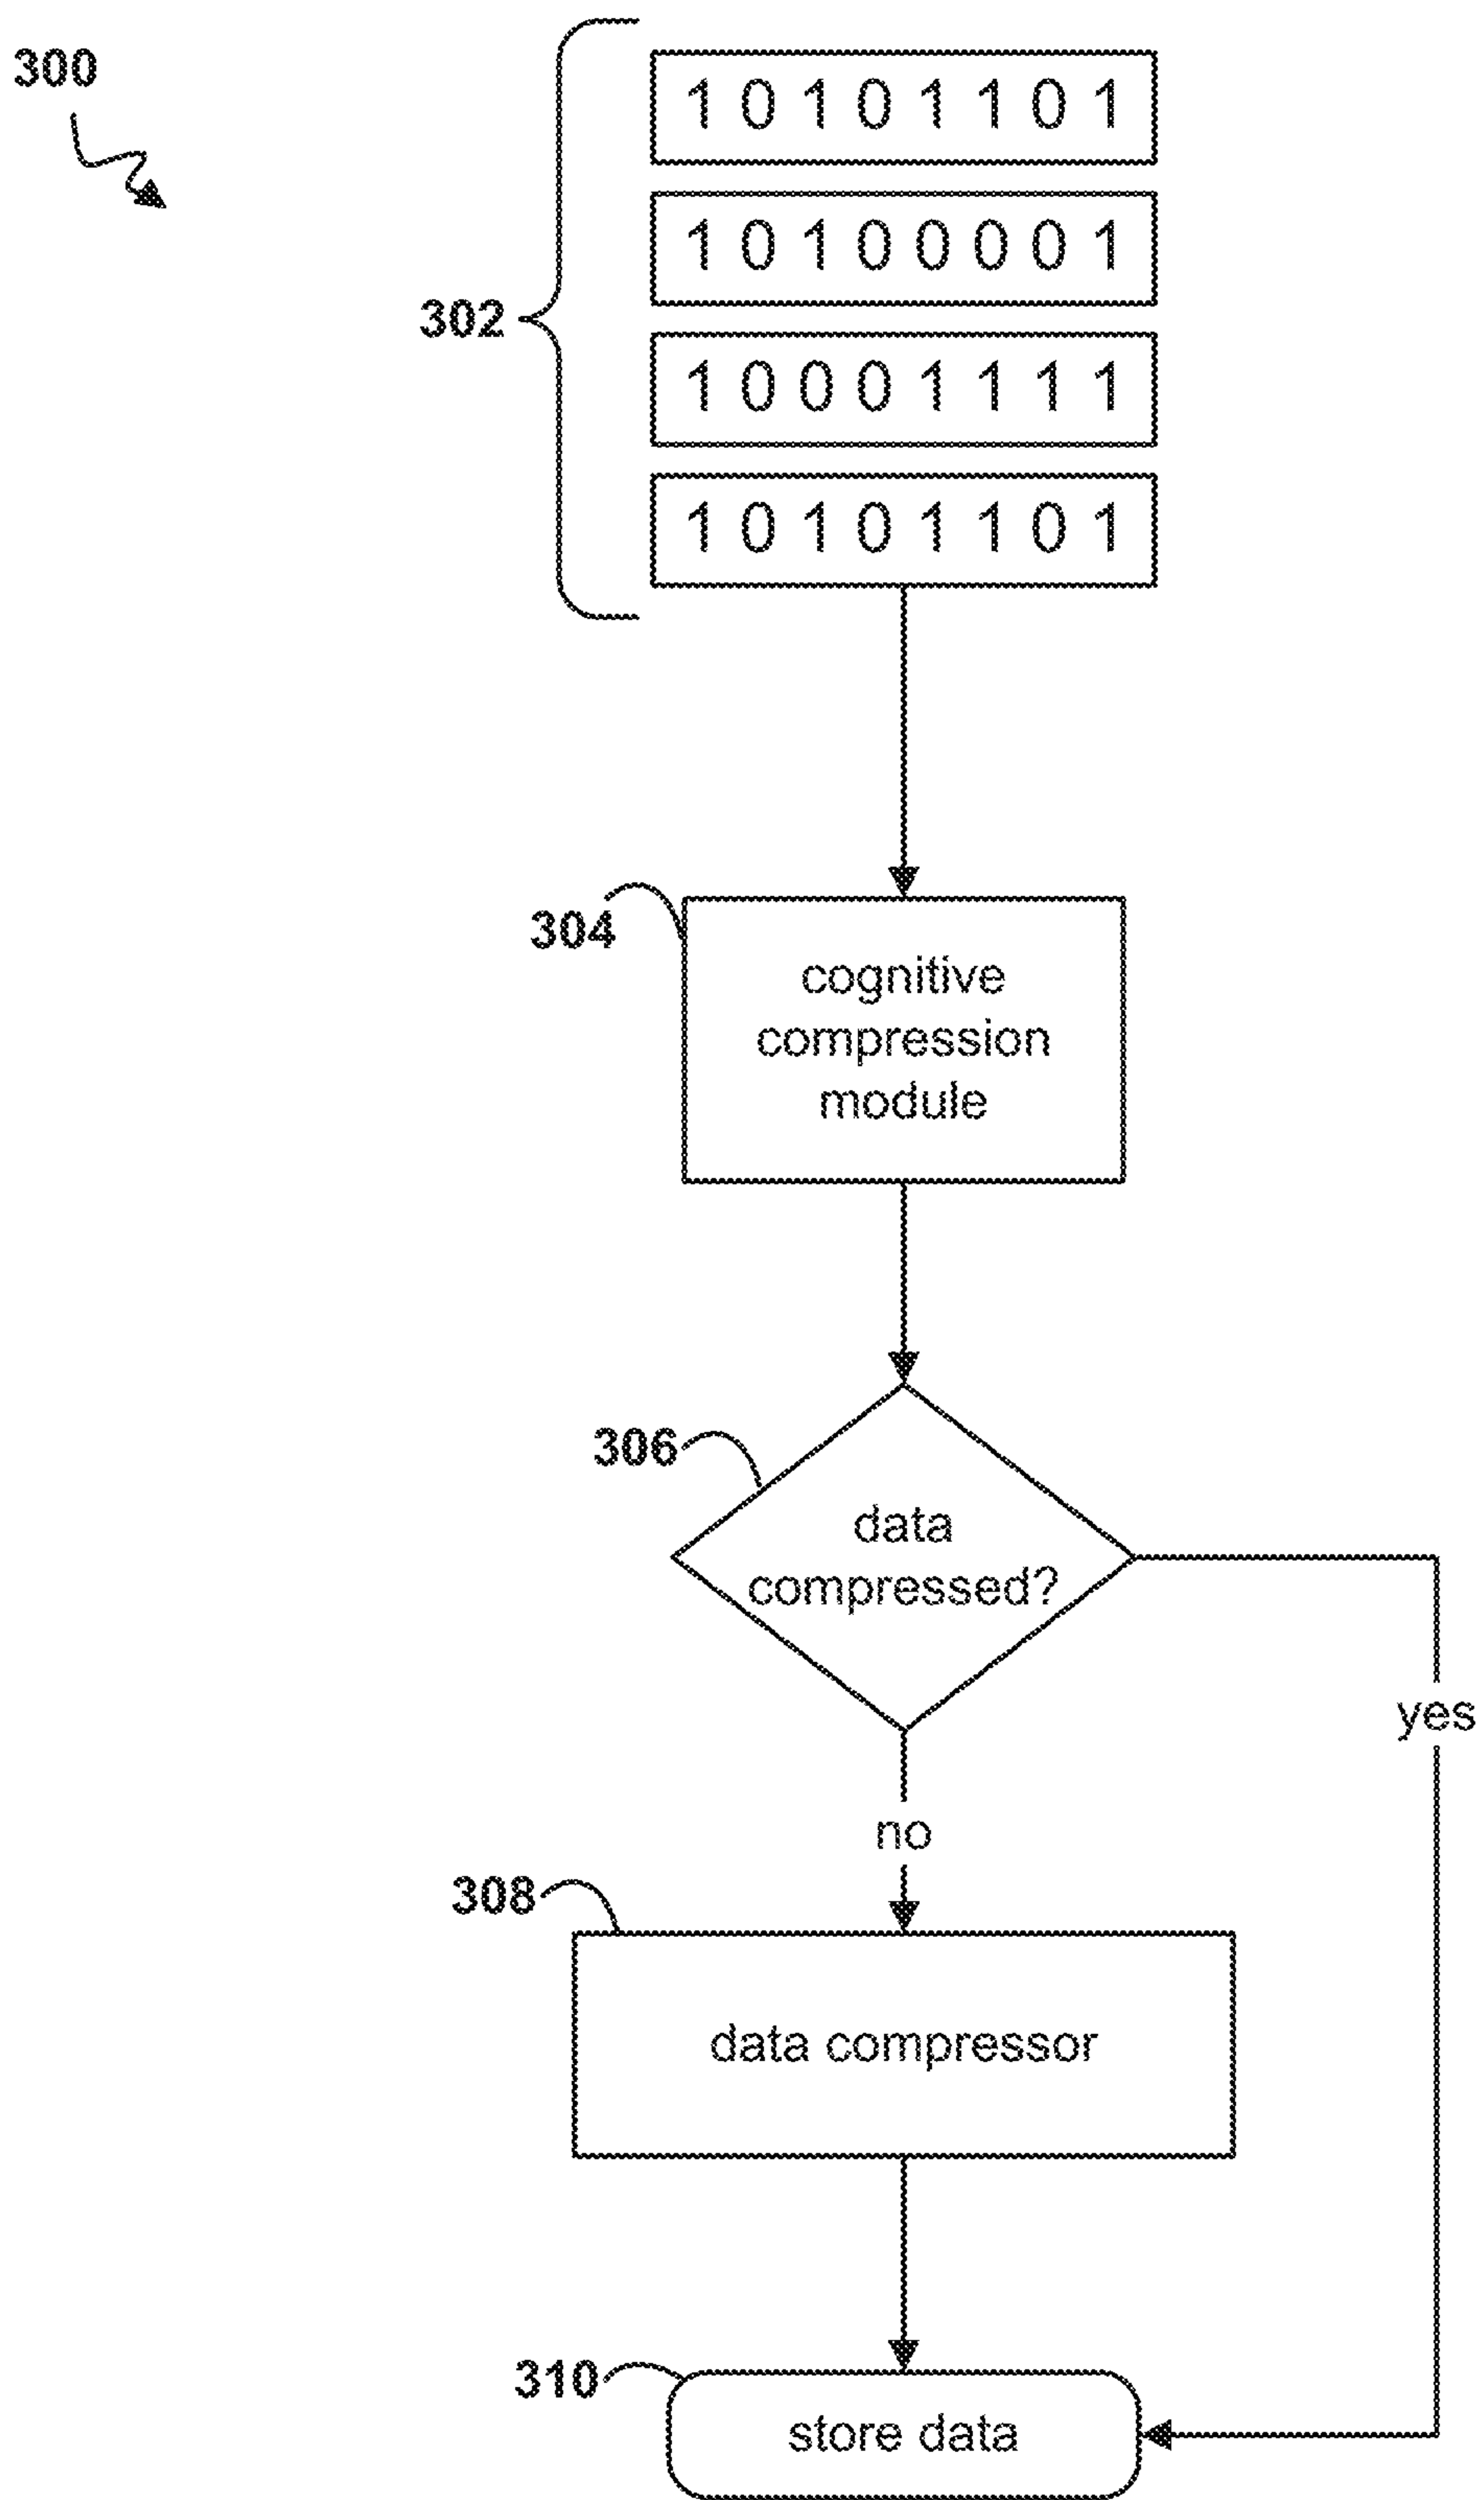 300
1 0 1 0 1 1 0 1
1 0 1 0 0 0 0 1
302
1 0 0 0 1 1 1 1
1 0 1 0 1 1 0 1
304
cognitive
compression
module
306
data
compressed?
yes
no
308
data compressor
310
store data